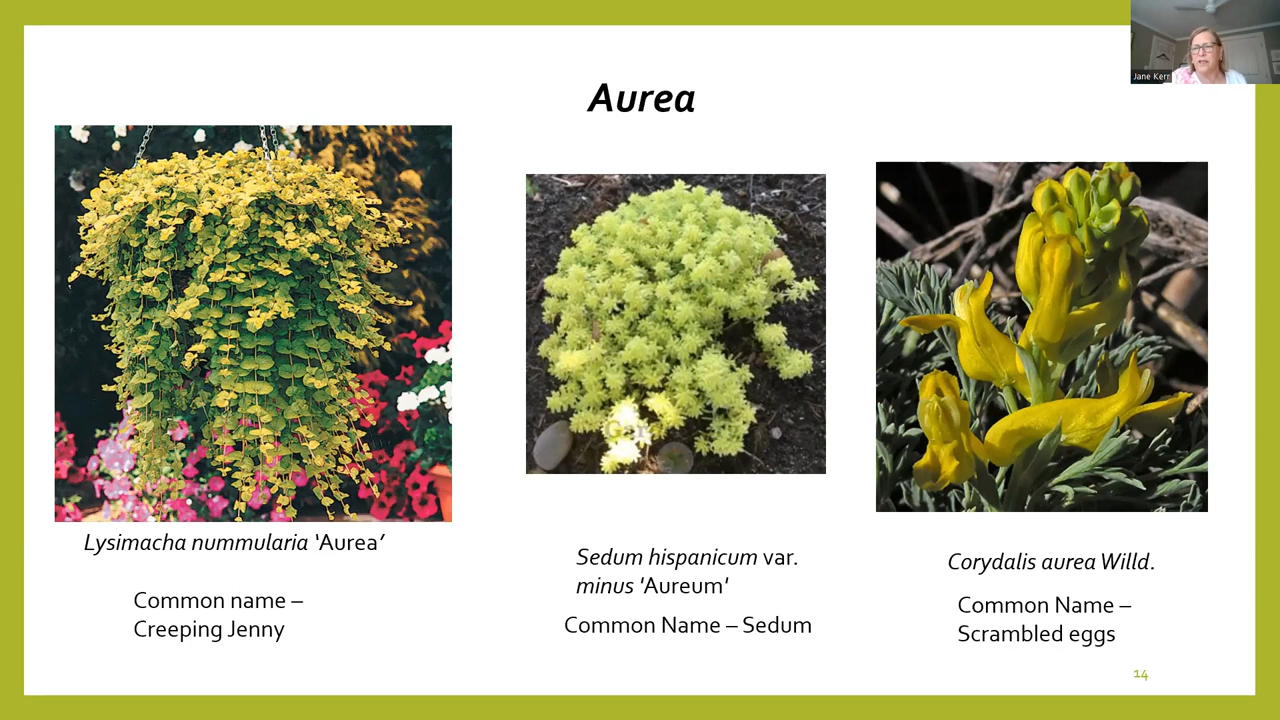 Jane Kerr
Aurea
Lysimacha nummularia ‘Aurea’
Common name –
Creeping Jenny
Sedum hispanicum var.
minus ‘Aureum’
Common Name – Sedum
Corydalis aurea Willd.
Common Name –
Scrambled eggs
14